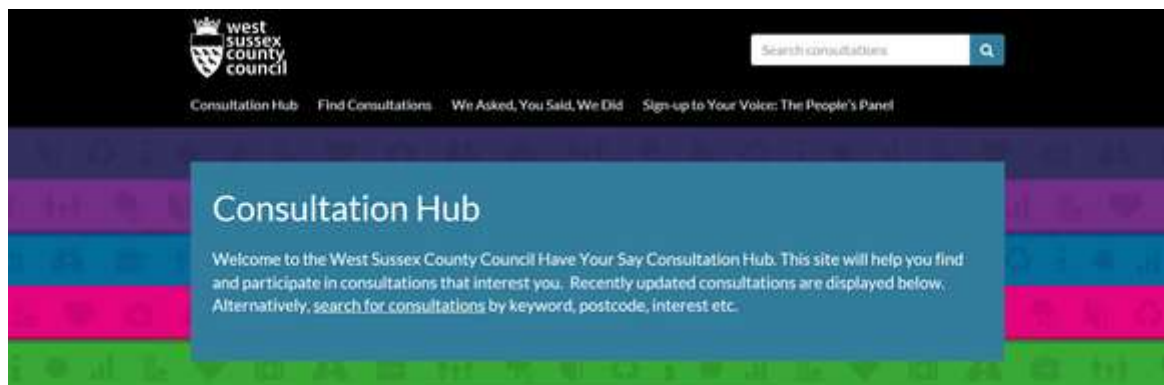 west
sussex
county
council
Search consultations
Consultation Hub Find Consultations We Asked, You Said, We Did Sign-up to Your Voice: The People's Panel
Consultation Hub
Welcome to the West Sussex County Council Have Your Say Consultation Hub. This site will help you find
and participate in consultations that interest you. Recently updated consultations are displayed below.
Alternatively, search for consultations by keyword, postcode, interest etc.